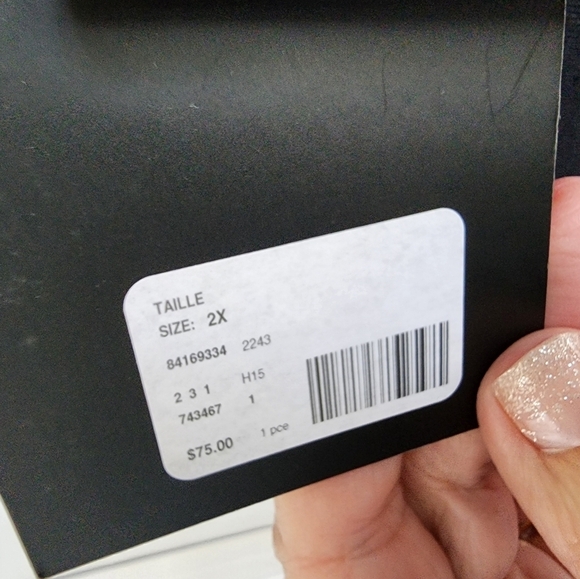 TAILLE
SIZE: 2X
84169334 2243
2 3 1 H15
743467 1
$75.00 1 pce